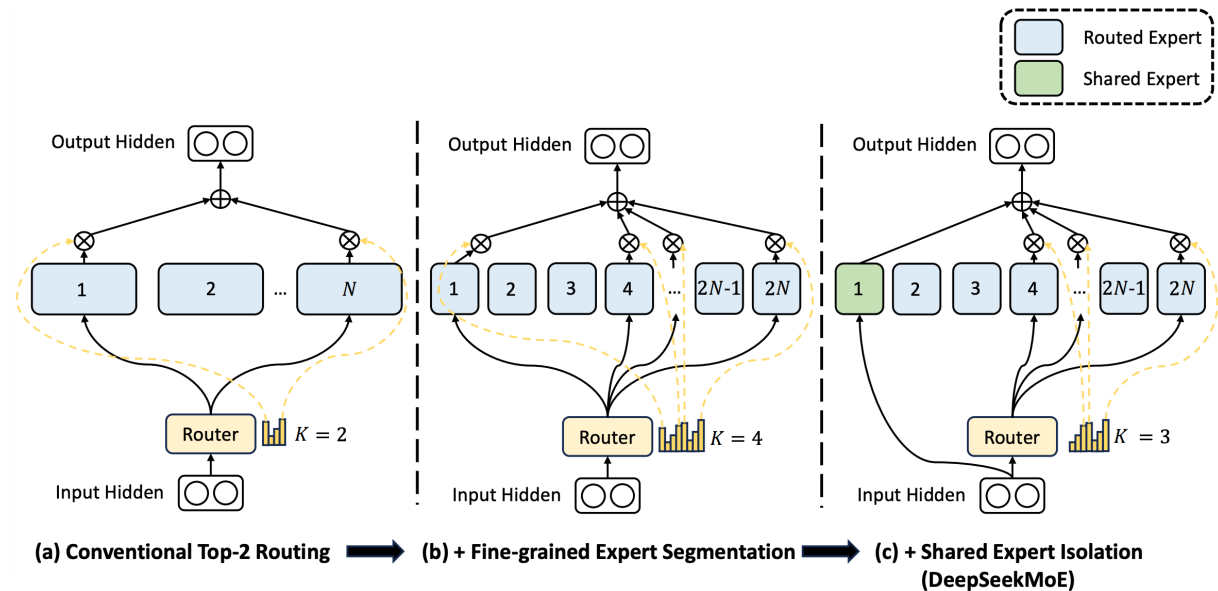 Routed Expert
Shared Expert
Output Hidden
1
2
...
N
Router
K = 2
Input Hidden
(a) Conventional Top-2 Routing
Output Hidden
1
2
3
4
...
2N-1
2N
Router
K = 4
Input Hidden
(b) + Fine-grained Expert Segmentation
Output Hidden
1
2
3
4
...
2N-1
2N
Router
K = 3
Input Hidden
(c) + Shared Expert Isolation
(DeepSeekMoE)